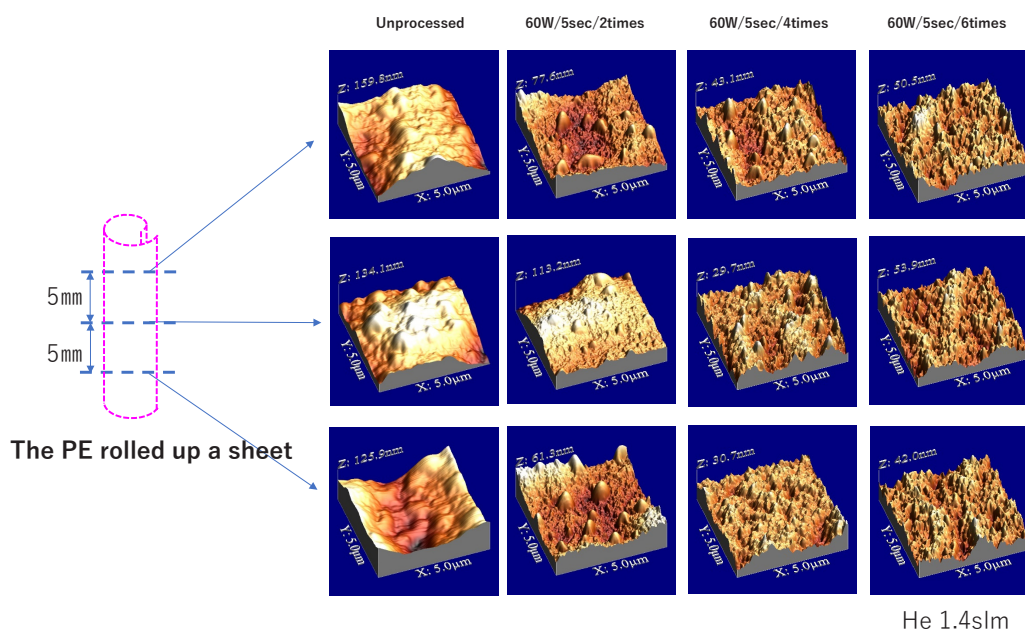 Unprocessed
60W/5sec/2times
60W/5sec/4times
60W/5sec/6times
Z: 159.8nm
Y: 5.0µm
X: 5.0µm
Z: 77.6nm
Y: 5.0µm
X: 5.0µm
Z: 43.1nm
Y: 5.0µm
X: 5.0µm
Z: 50.5nm
Y: 5.0µm
X: 5.0µm
5mm
5mm
Z: 134.1nm
Y: 5.0µm
X: 5.0µm
Z: 113.2nm
Y: 5.0µm
X: 5.0µm
Z: 29.7nm
Y: 5.0µm
X: 5.0µm
Z: 53.9nm
Y: 5.0µm
X: 5.0µm
The PE rolled up a sheet
Z: 125.9nm
Y: 5.0µm
X: 5.0µm
Z: 61.3nm
Y: 5.0µm
X: 5.0µm
Z: 30.7nm
Y: 5.0µm
X: 5.0µm
Z: 42.0nm
Y: 5.0µm
X: 5.0µm
He 1.4slm